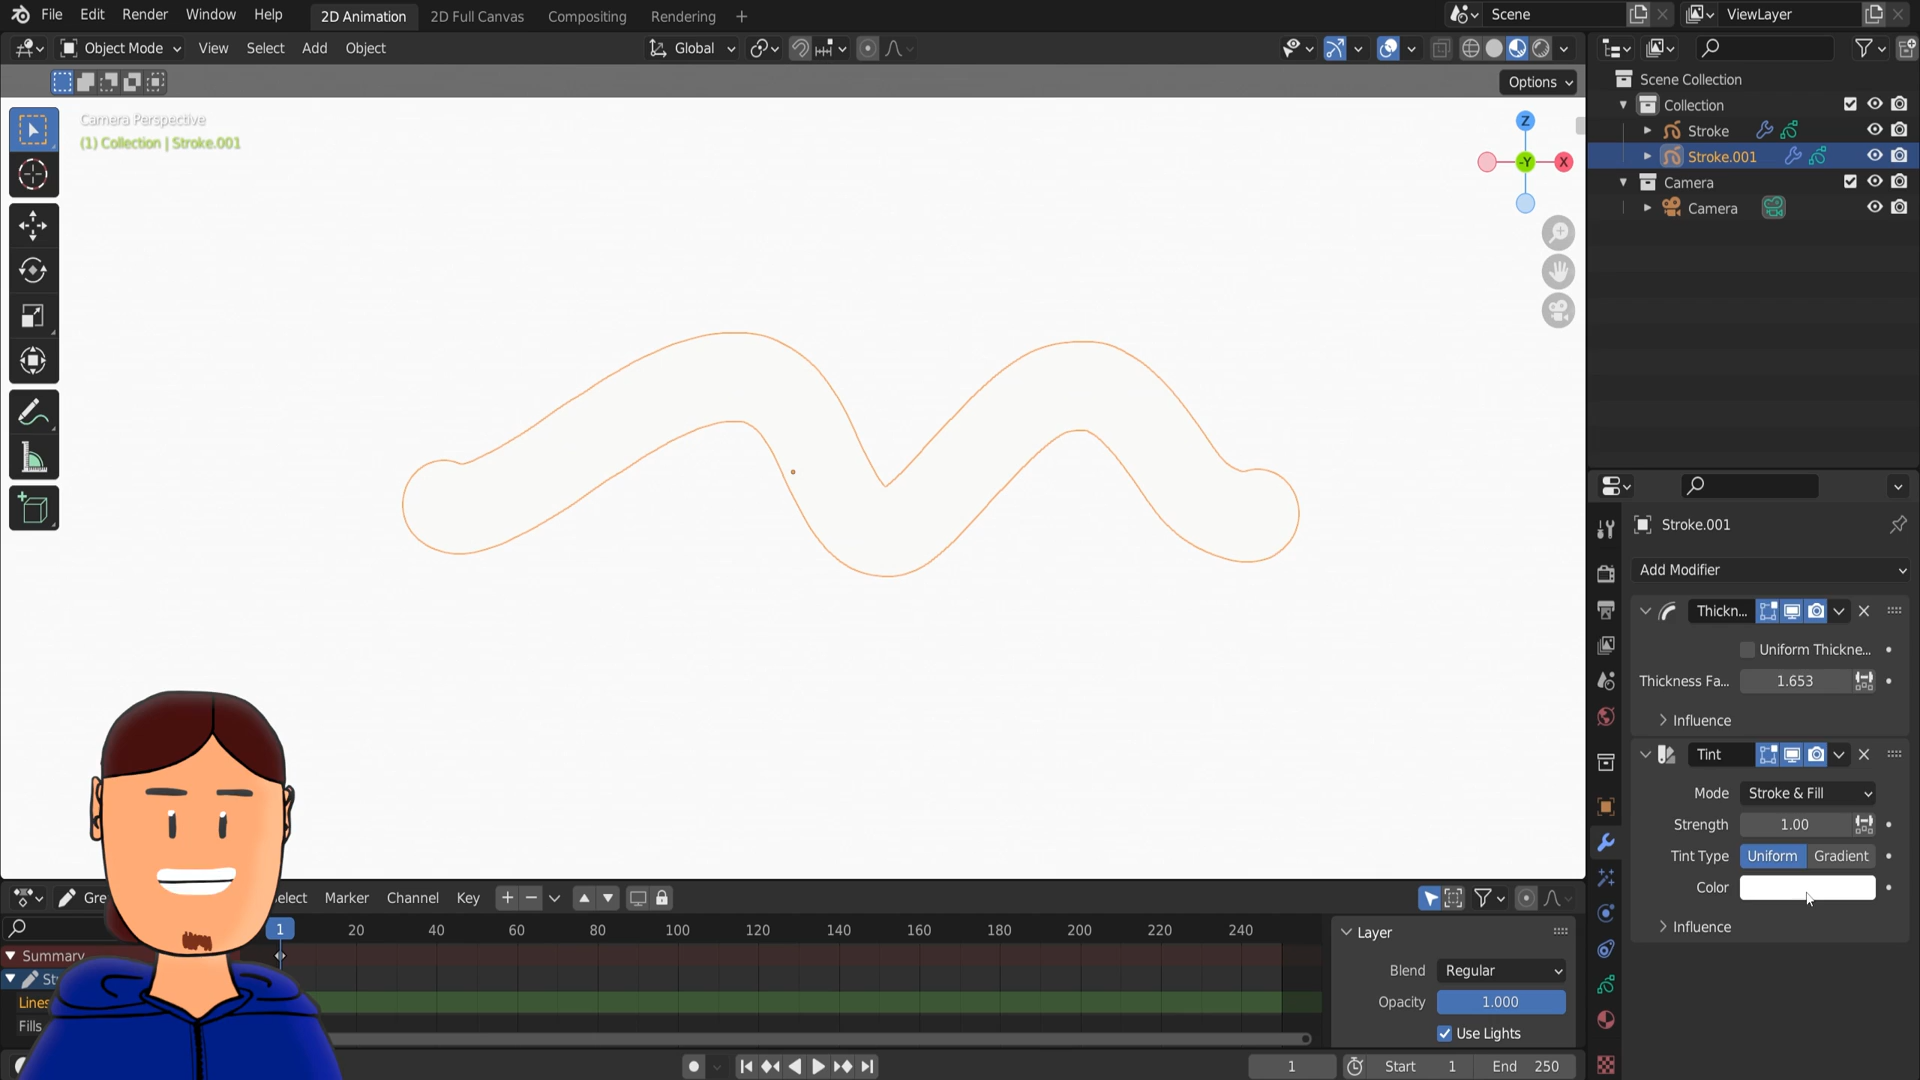 File Edit Render Window Help 2D Animation 2D Full Canvas Compositing Rendering + Scene ViewLayer
Object Mode View Select Add Object Global
Options
Camera Perspective
(1) Collection | Stroke.001
Z
-Y
X
Scene Collection
Collection
Stroke
Stroke.001
Camera
Camera
Stroke.001
Add Modifier
Thickn...
Uniform Thickne...
Thickness Fa... 1.653
Influence
Tint
Mode Stroke & Fill
Strength 1.00
Tint Type Uniform Gradient
Color
Influence
Gre elect Marker Channel Key
1 20 40 60 80 100 120 140 160 180 200 220 240
Summary
St
Lines
Fills
Layer
Blend Regular
Opacity 1.000
Use Lights
1 Start 1 End 250